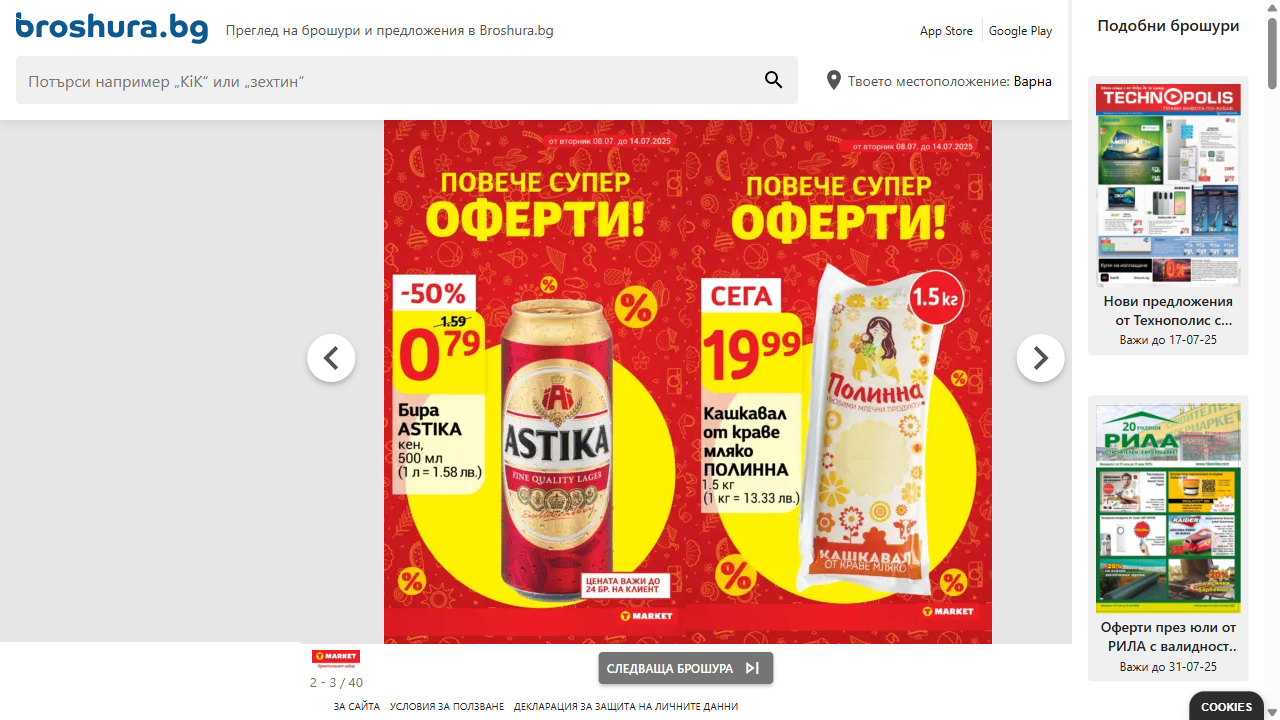 broshura.bg
Преглед на брошури и предложения в Broshura.bg
App Store
Google Play
Потърси например „KiK“ или „зехтин“
Твоето местоположение: Варна
от вторник 08.07. до 14.07.2025
ПОВЕЧЕ СУПЕР
ОФЕРТИ!
-50%
1.59
0 79
Бира
ASTIKA
кен,
500 мл
(1 л = 1.58 лв.)
ASTIKA
FINE QUALITY LAGER
ЦЕНАТА ВАЖИ ДО
24 БР. НА КЛИЕНТ
T MARKET
от вторник 08.07. до 14.07.2025
ПОВЕЧЕ СУПЕР
ОФЕРТИ!
СЕГА
1.5 кг
19 99
Кашкавал
от краве
мляко
ПОЛИННА
1.5 кг
(1 кг = 13.33 лв.)
Полинна
ЛЮБИМИ МЛЕЧНИ ПРОДУКТИ
КАШКАВАЛ
ОТ КРАВЕ МЛЯКО
T MARKET
T MARKET
2 - 3 / 40
СЛЕДВАЩА БРОШУРА
ЗА САЙТА
УСЛОВИЯ ЗА ПОЛЗВАНЕ
ДЕКЛАРАЦИЯ ЗА ЗАЩИТА НА ЛИЧНИТЕ ДАННИ
Подобни брошури
TECHNOPOLIS
Нови предложения
от Технополис с...
Важи до 17-07-25
20 ГОДИНИ
РИЛА
Оферти през юли от
РИЛА с валидност..
Важи до 31-07-25
COOKIES